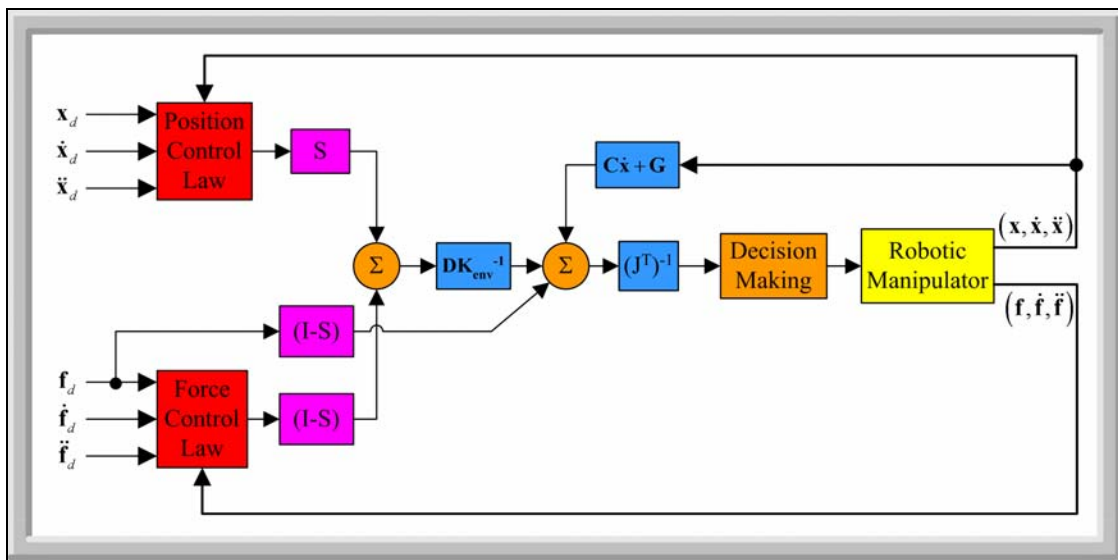 𝐱_d
𝐱̇_d
𝐱̈_d
Position
Control
Law
S
C𝐱̇ + G
(𝐱, 𝐱̇, 𝐱̈)
Σ
DK_env^-1
Σ
(J^T)^-1
Decision
Making
Robotic
Manipulator
(𝐟, 𝐟̇, 𝐟̈)
(I-S)
𝐟_d
𝐟̇_d
𝐟̈_d
Force
Control
Law
(I-S)